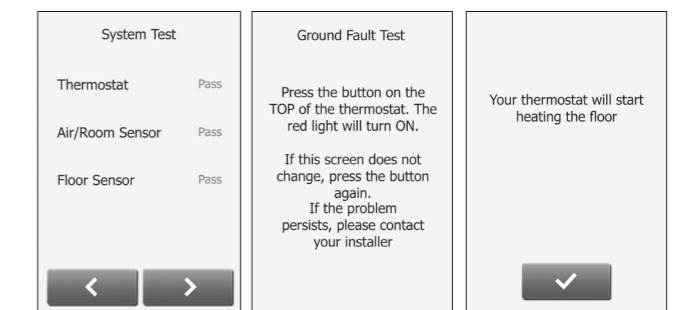 System Test
Thermostat Pass
Air/Room Sensor Pass
Floor Sensor Pass
Ground Fault Test
Press the button on the
TOP of the thermostat. The
red light will turn ON.
If this screen does not
change, press the button
again.
If the problem
persists, please contact
your installer
Your thermostat will start
heating the floor